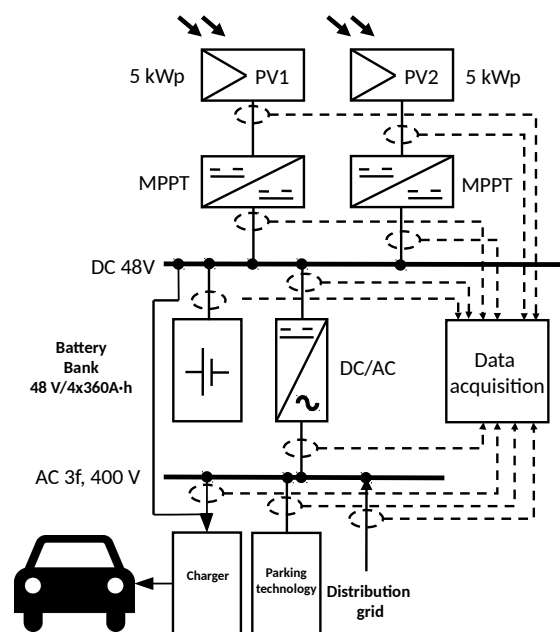 5 kWp
PV1
PV2
5 kWp
MPPT
MPPT
DC 48V
Battery
Bank
48 V/4x360A·h
DC/AC
Data
acquisition
AC 3f, 400 V
Charger
Parking
technology
Distribution
grid